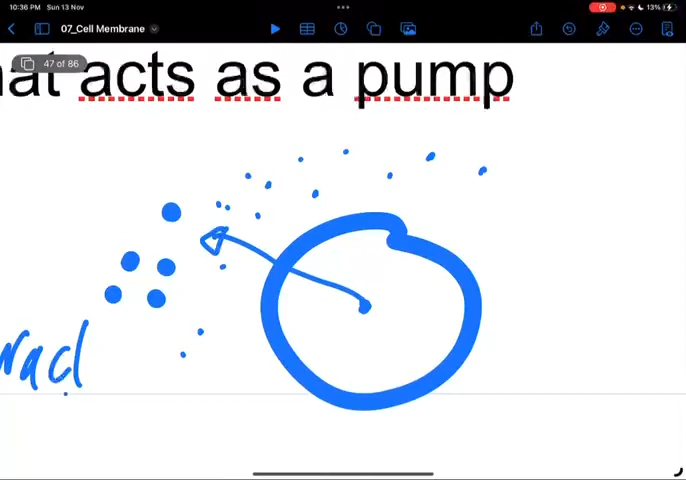 10:36 PM Sun 13 Nov
13%
07_Cell Membrane
47 of 86
acts as a pump